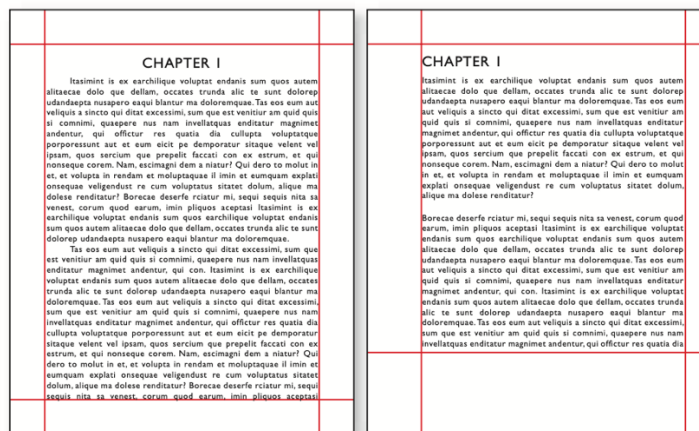 CHAPTER I
Itasimint is ex earchilique voluptat endanis sum quos autem
alitaecae dolo que dellam, occates trunda alic te sunt dolorep
udandaepta nusapero eaqui blantur ma doloremquae. Tas eos eum aut
veliquis a sincto qui ditat excessimi, sum que est venitiur am quid quis
si comnimi, quaepere nus nam invellatquas enditatur magnimet
andentur, qui offictur res quatia dia cullupta voluptatque
porporessunt aut et eum eicit pe demporatur sitaque velent vel
ipsam, quos sercium que prepelit faccati con ex estrum, et qui
nonseque corem. Nam, escimagni dem a niatur? Qui dero to molut in
et, et volupta in rendam et moluptaquae il imin et eumquam explati
onsequae veligendust re cum voluptatus sitatet dolum, alique ma
dolese renditatur? Borecae deserfe rciatur mi, sequi sequis nita sa
venest, corum quod earum, imin pliquos aceptasi Itasimint is ex
earchilique voluptat endanis sum quos earchilique voluptat endanis
sum quos autem alitaecae dolo que dellam, occates trunda alic te sunt
dolorep udandaepta nusapero eaqui blantur ma doloremquae.
Tas eos eum aut veliquis a sincto qui ditat excessimi, sum que
est venitiur am quid quis si comnimi, quaepere nus nam invellatquas
enditatur magnimet andentur, qui con. Itasimint is ex earchilique
voluptat endanis sum quos autem alitaecae dolo que dellam, occates
trunda alic te sunt dolorep udandaepta nusapero eaqui blantur ma
doloremquae. Tas eos eum aut veliquis a sincto qui ditat excessimi,
sum que est venitiur am quid quis si comnimi, quaepere nus nam
invellatquas enditatur magnimet andentur, qui offictur res quatia dia
cullupta voluptatque porporessunt aut et eum eicit pe demporatur
sitaque velent vel ipsam, quos sercium que prepelit faccati con ex
estrum, et qui nonseque corem. Nam, escimagni dem a niatur? Qui
dero to molut in et, et volupta in rendam et moluptaquae il imin et
eumquam explati onsequae veligendust re cum voluptatus sitatet
dolum, alique ma dolese renditatur? Borecae deserfe rciatur mi, sequi
sequis nita sa venest, corum quod earum, imin pliquos aceptasi
CHAPTER I
Itasimint is ex earchilique voluptat endanis sum quos autem
alitaecae dolo que dellam, occates trunda alic te sunt dolorep
udandaepta nusapero eaqui blantur ma doloremquae. Tas eos eum
aut veliquis a sincto qui ditat excessimi, sum que est venitiur am
quid quis si comnimi, quaepere nus nam invellatquas enditatur
magnimet andentur, qui offictur res quatia dia cullupta voluptatque
porporessunt aut et eum eicit pe demporatur sitaque velent vel
ipsam, quos sercium que prepelit faccati con ex estrum, et qui
nonseque corem. Nam, escimagni dem a niatur? Qui dero to molut
in et, et volupta in rendam et moluptaquae il imin et eumquam
explati onsequae veligendust re cum voluptatus sitatet dolum,
alique ma dolese renditatur?
Borecae deserfe rciatur mi, sequi sequis nita sa venest, corum quod
earum, imin pliquos aceptasi Itasimint is ex earchilique voluptat
endanis sum quos earchilique voluptat endanis sum quos autem
alitaecae dolo que dellam, occates trunda alic te sunt dolorep
udandaepta nusapero eaqui blantur ma doloremquae. Tas eos eum
aut veliquis a sincto qui ditat excessimi, sum que est venitiur am
quid quis si comnimi, quaepere nus nam invellatquas enditatur
magnimet andentur, qui con. Itasimint is ex earchilique voluptat
endanis sum quos autem alitaecae dolo que dellam, occates trunda
alic te sunt dolorep udandaepta nusapero eaqui blantur ma
doloremquae. Tas eos eum aut veliquis a sincto qui ditat excessimi,
sum que est venitiur am quid quis si comnimi, quaepere nus nam
invellatquas enditatur magnimet andentur, qui offictur res quatia dia